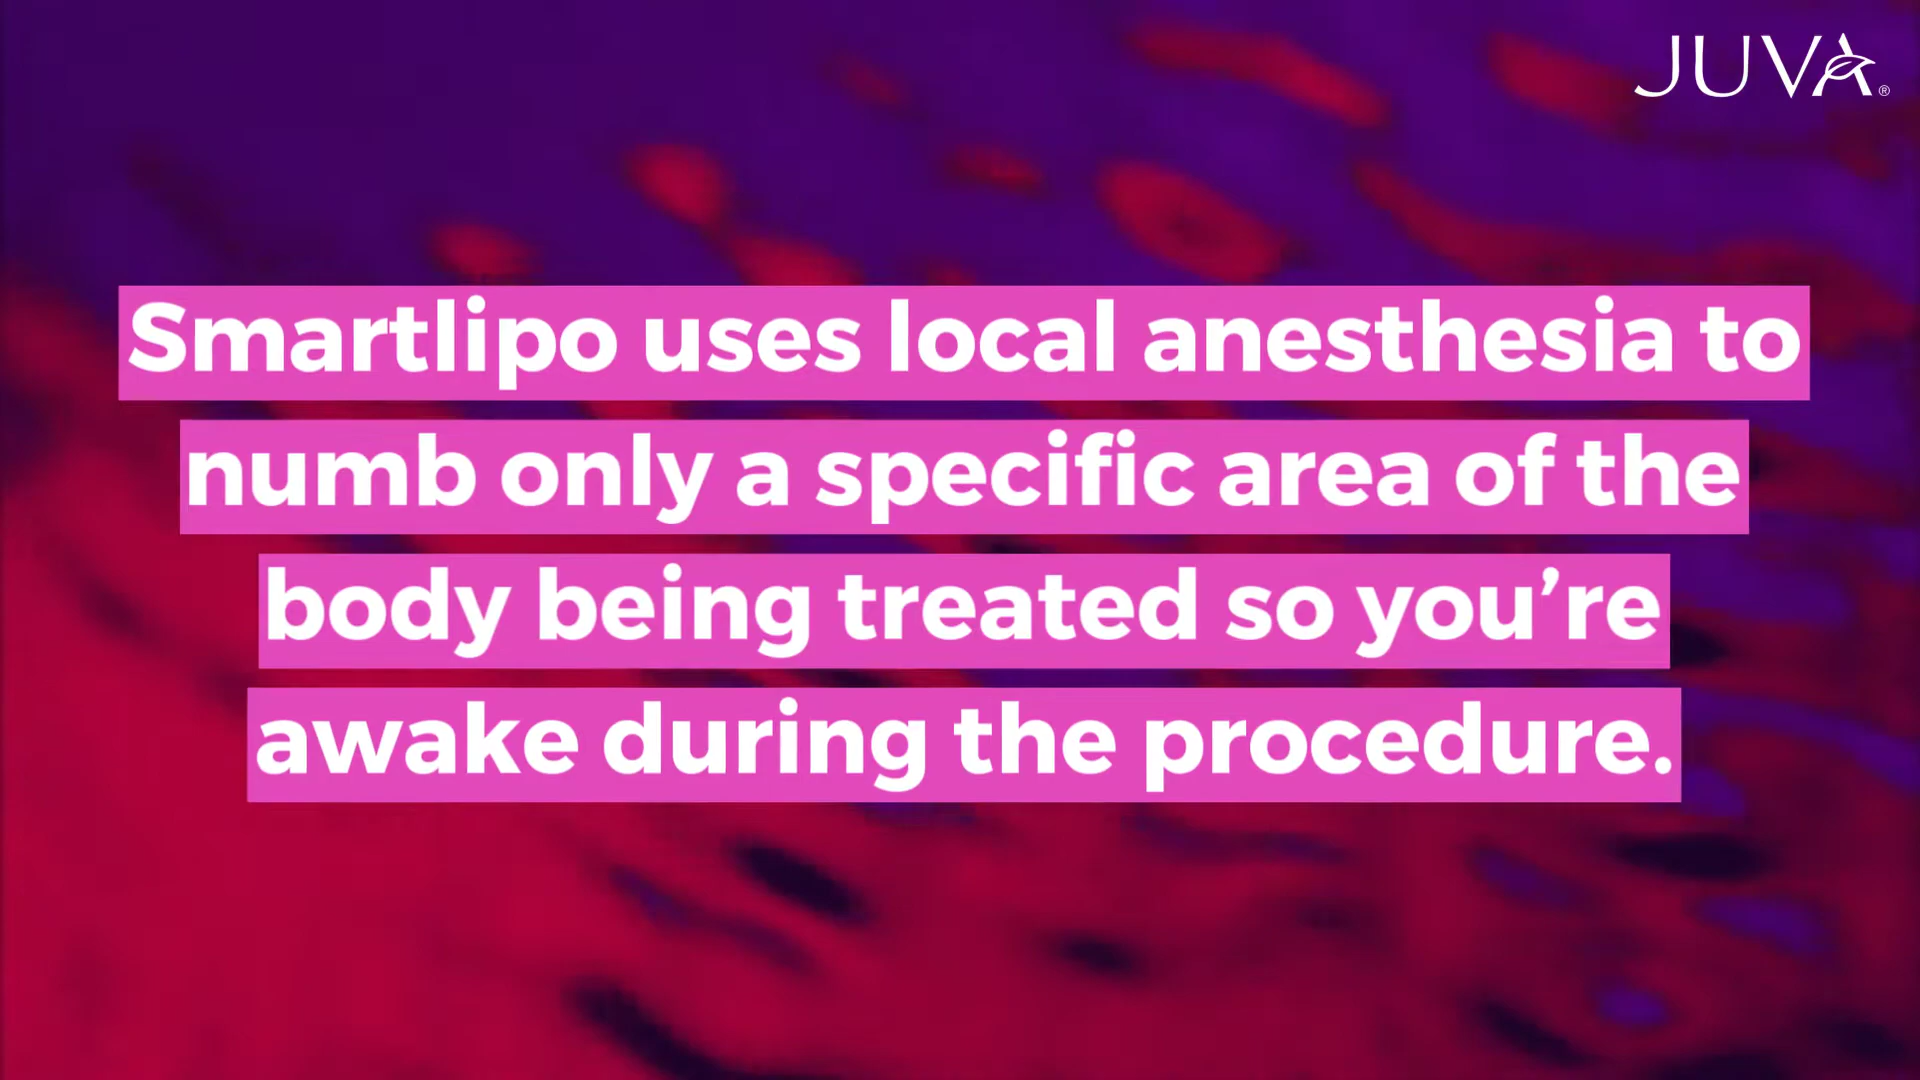 JUVA®
Smartlipo uses local anesthesia to
numb only a specific area of the
body being treated so you’re
awake during the procedure.